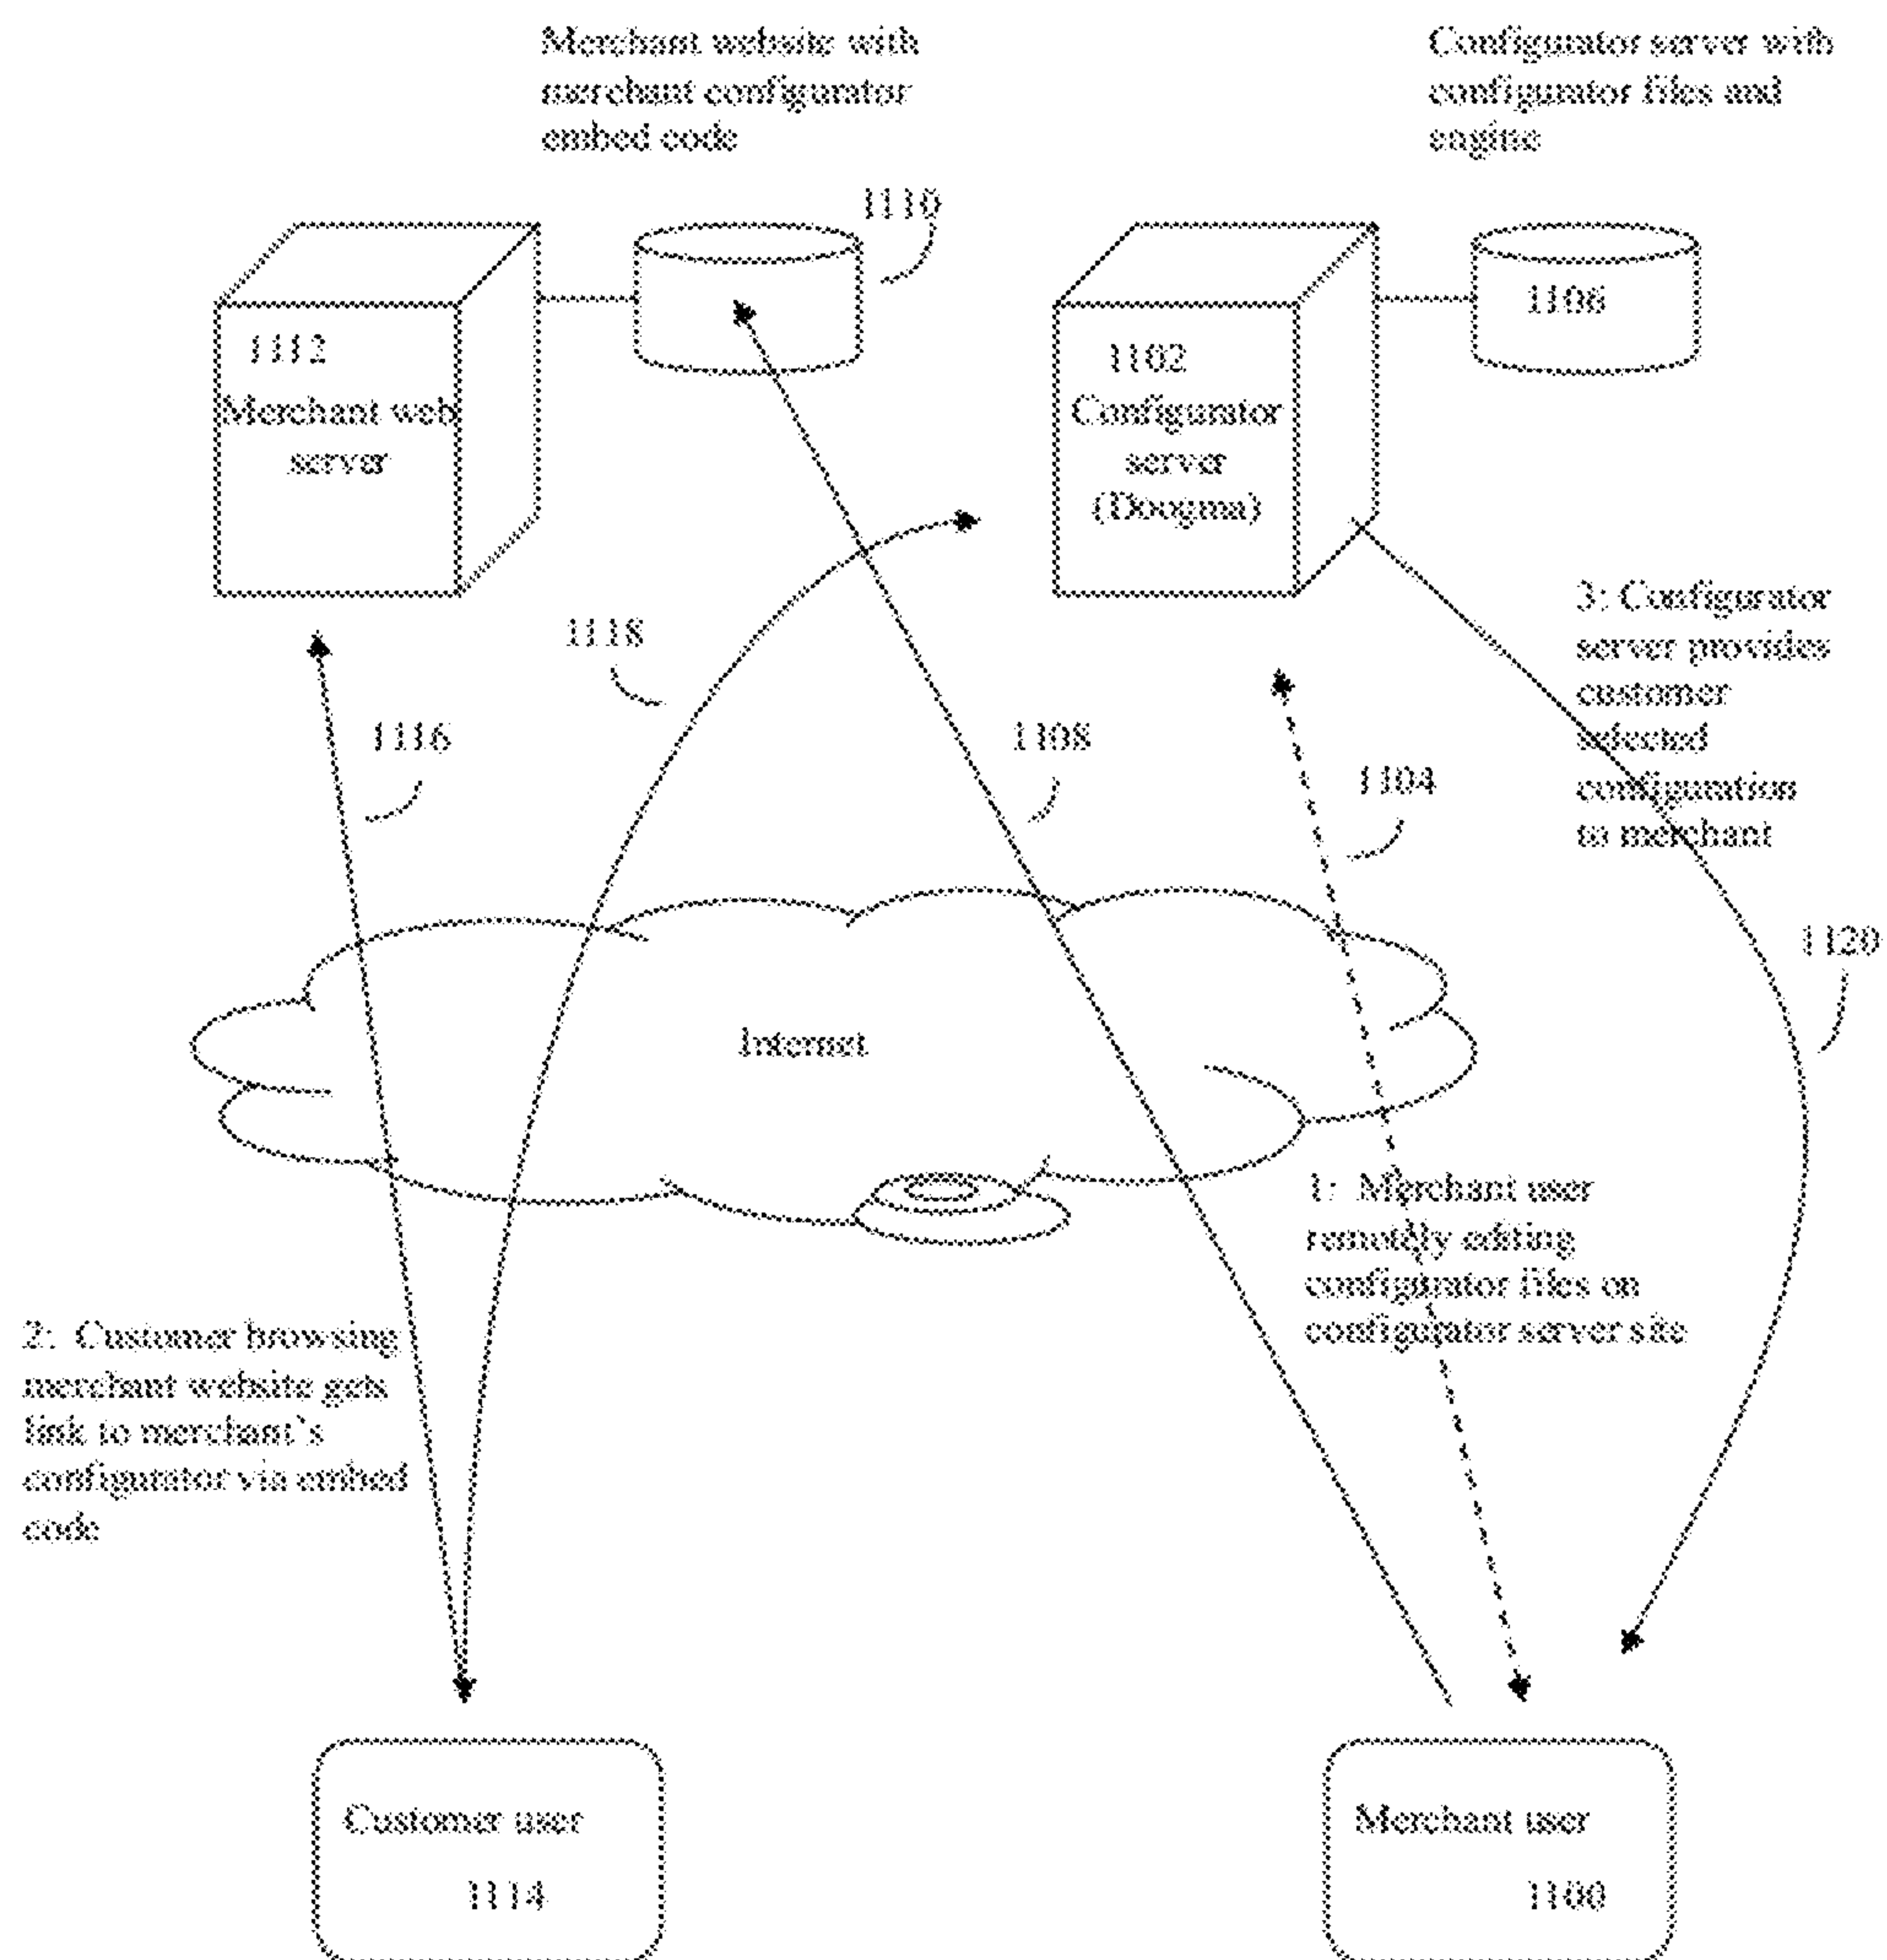 Merchant website with
merchant configurator
embed code
Configurator server with
configurator files and
engine
1110
1106
1112
Merchant web
server
1102
Configurator
server
(Doogma)
3: Configurator
server provides
customer
selected
configuration
to merchant
1118
1116
1108
1104
1120
Internet
1: Merchant user
remotely editing
configurator files on
configurator server site
2: Customer browsing
merchant website gets
link to merchant's
configurator via embed
code
Customer user
1114
Merchant user
1100